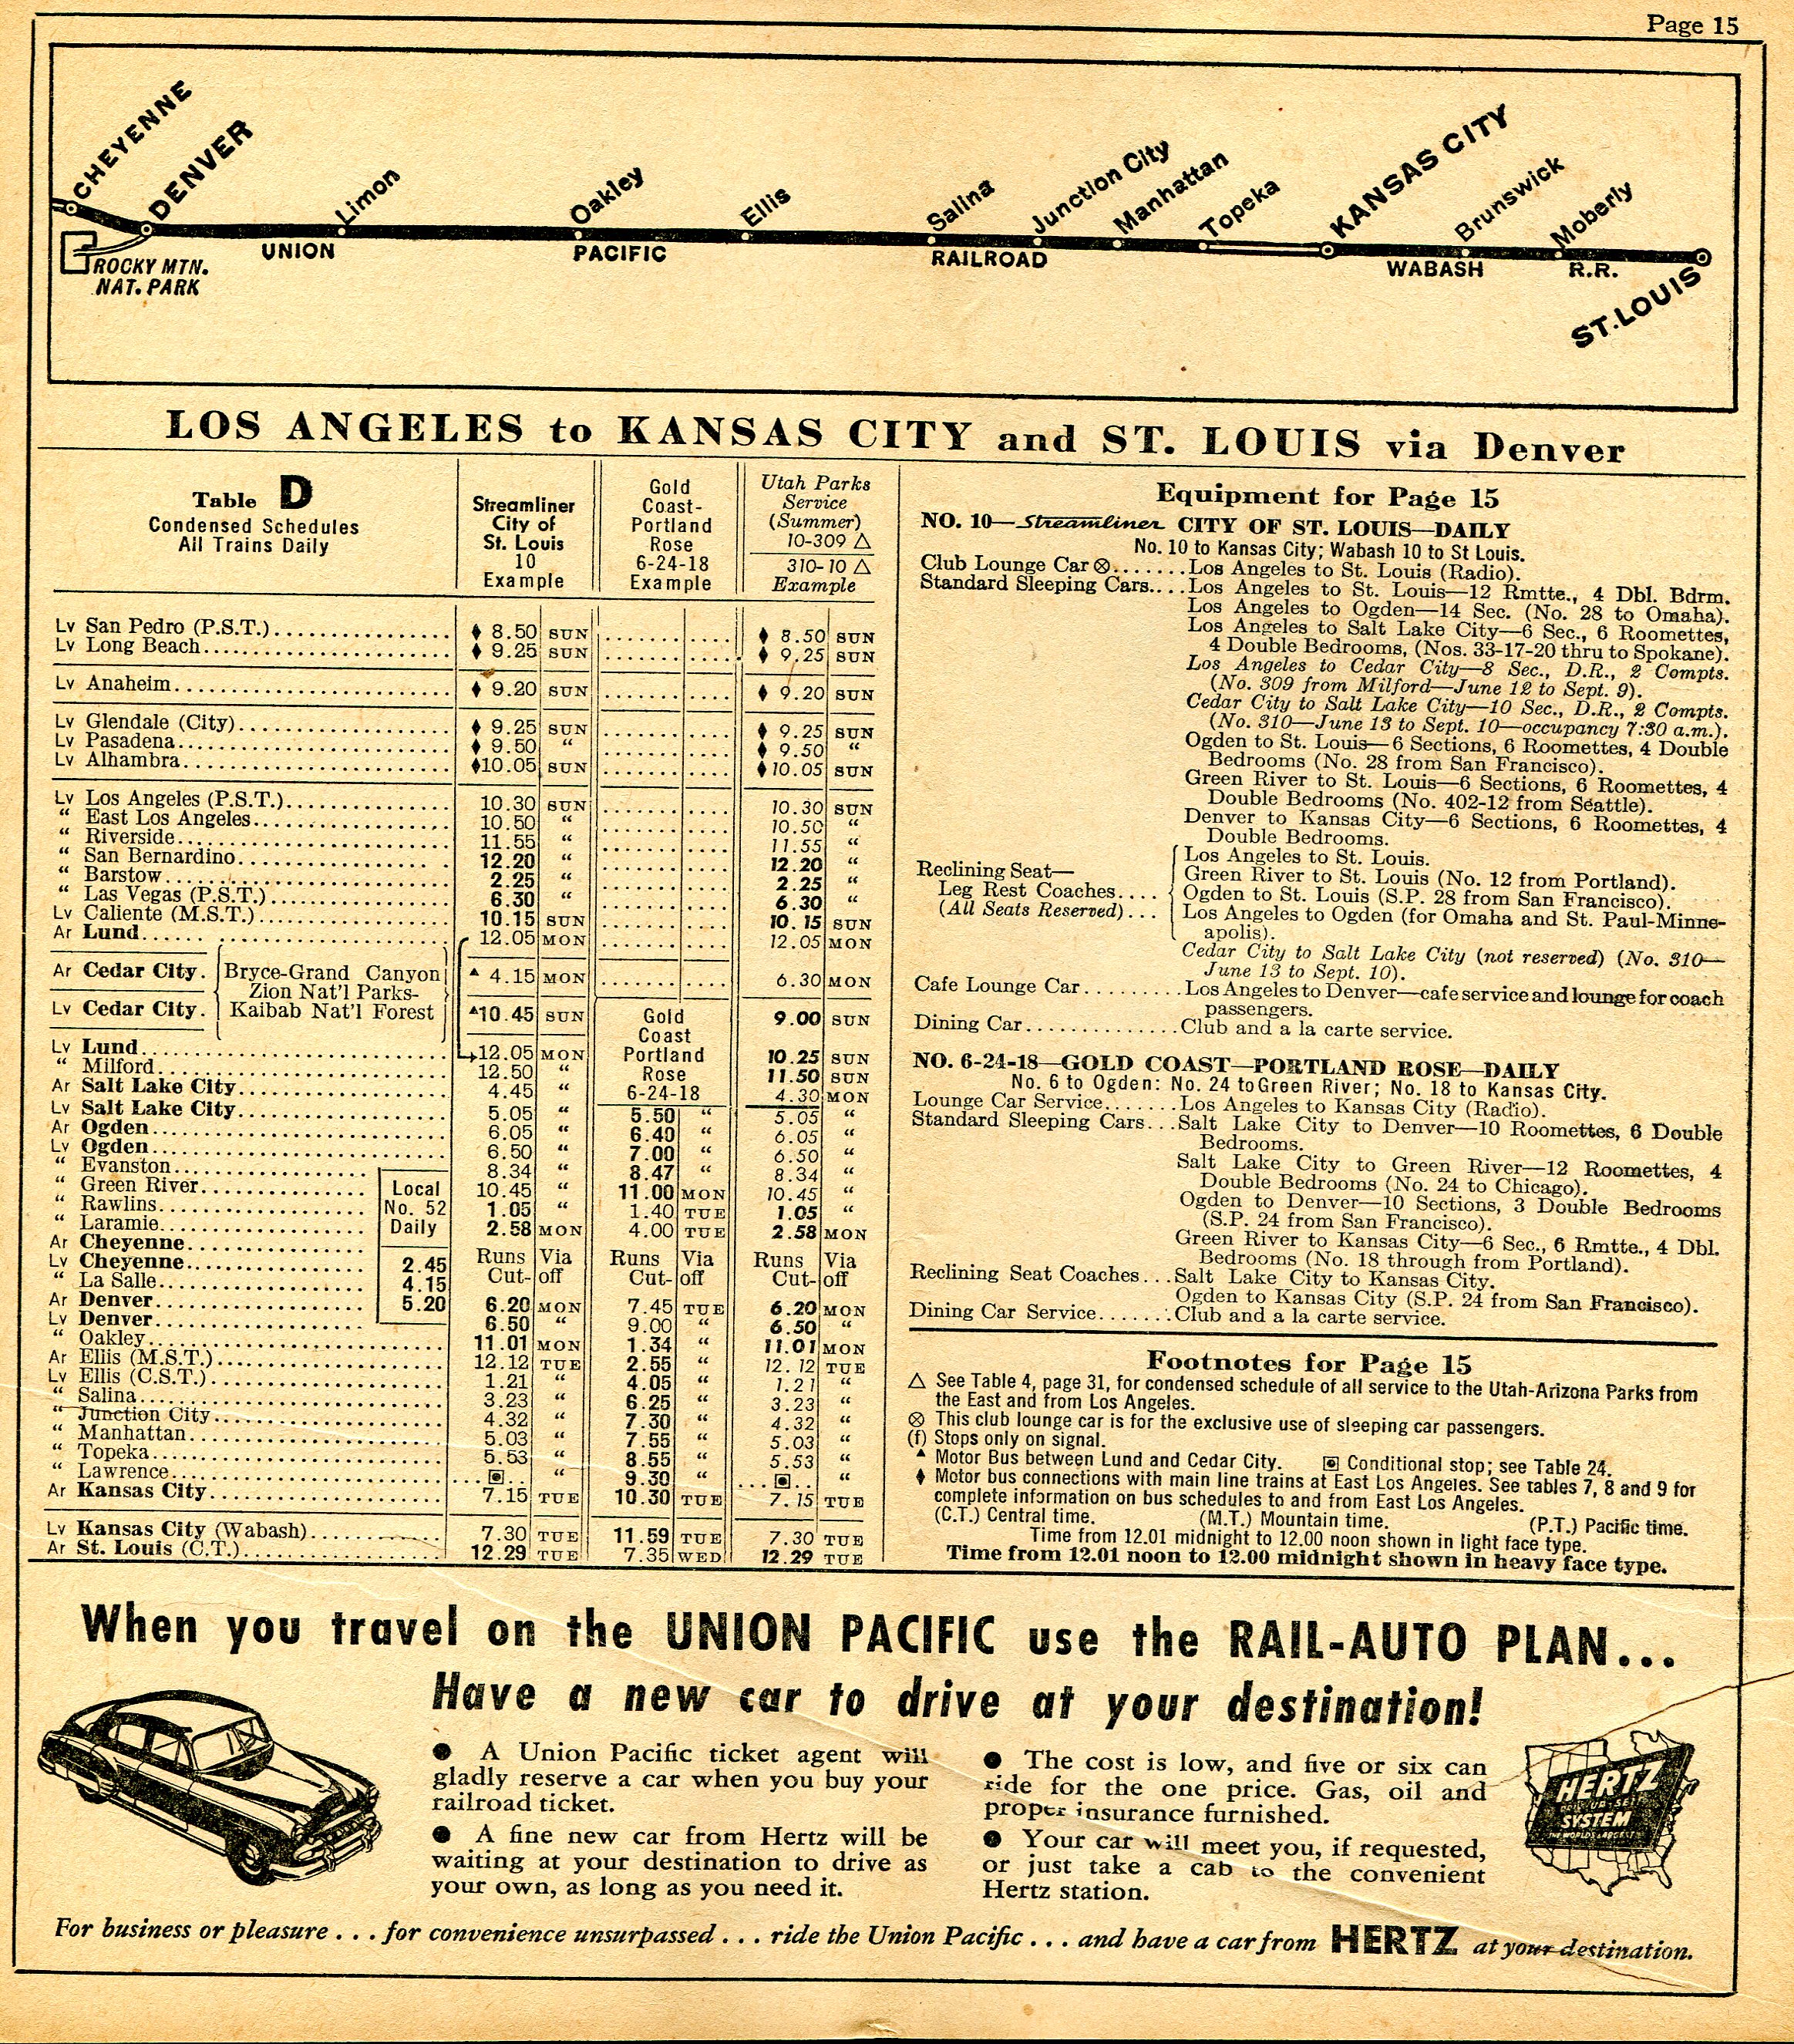 Page 15
CHEYENNE
DENVER
Limon
Oakley
Ellis
Salina
Junction City
Manhattan
Topeka
KANSAS CITY
Brunswick
Moberly
ST. LOUIS
UNION PACIFIC RAILROAD WABASH R.R.
ROCKY MTN.
NAT. PARK
LOS ANGELES to KANSAS CITY and ST. LOUIS via Denver
Table D
Condensed Schedules
All Trains Daily
Streamliner
City of
St. Louis
10
Example
Gold
Coast-
Portland
Rose
6-24-18
Example
Utah Parks
Service
(Summer)
10-309 △
310-10 △
Example
Lv San Pedro (P.S.T.) ♦ 8.50 SUN ♦ 8.50 SUN
Lv Long Beach ♦ 9.25 SUN ♦ 9.25 SUN
Lv Anaheim ♦ 9.20 SUN ♦ 9.20 SUN
Lv Glendale (City) ♦ 9.25 SUN ♦ 9.25 SUN
Lv Pasadena ♦ 9.50 “ ♦ 9.50 “
Lv Alhambra ♦10.05 SUN ♦10.05 SUN
Lv Los Angeles (P.S.T.) 10.30 SUN 10.30 SUN
“ East Los Angeles 10.50 “ 10.50 “
“ Riverside 11.55 “ 11.55 “
“ San Bernardino 12.20 “ 12.20 “
“ Barstow 2.25 “ 2.25 “
“ Las Vegas (P.S.T.) 6.30 “ 6.30 “
Lv Caliente (M.S.T.) 10.15 SUN 10.15 SUN
Ar Lund 12.05 MON 12.05 MON
Ar Cedar City. Bryce-Grand Canyon ▲ 4.15 MON 6.30 MON
Zion Nat'l Parks-
Lv Cedar City. Kaibab Nat'l Forest ▲10.45 SUN 9.00 SUN
Gold
Coast
Portland
Rose
6-24-18
Lv Lund 12.05 MON 10.25 SUN
“ Milford 12.50 “ 11.50 SUN
Ar Salt Lake City 4.45 “ 4.30 MON
Lv Salt Lake City 5.05 “ 5.50 “ 5.05 “
Ar Ogden 6.05 “ 6.40 “ 6.05 “
Lv Ogden 6.50 “ 7.00 “ 6.50 “
“ Evanston 8.34 “ 8.47 “ 8.34 “
“ Green River 10.45 “ 11.00 MON 10.45 “
“ Rawlins 1.05 “ 1.40 TUE 1.05 “
“ Laramie 2.58 MON 4.00 TUE 2.58 MON
Local
No. 52
Daily
Ar Cheyenne Runs Via Runs Via Runs Via
Lv Cheyenne 2.45 Cut-off Cut-off Cut-off
“ La Salle 4.15
Ar Denver 5.20 6.20 MON 7.45 TUE 6.20 MON
Lv Denver 6.50 “ 9.00 “ 6.50 “
“ Oakley 11.01 MON 1.34 “ 11.01 MON
Ar Ellis (M.S.T.) 12.12 TUE 2.55 “ 12.12 TUE
Lv Ellis (C.S.T.) 1.21 “ 4.05 “ 1.21 “
“ Salina 3.23 “ 6.25 “ 3.23 “
“ Junction City 4.32 “ 7.30 “ 4.32 “
“ Manhattan 5.03 “ 7.55 “ 5.03 “
“ Topeka 5.53 “ 8.55 “ 5.53 “
“ Lawrence ▣ “ 9.30 “ ▣ “
Ar Kansas City 7.15 TUE 10.30 TUE 7.15 TUE
Lv Kansas City (Wabash) 7.30 TUE 11.59 TUE 7.30 TUE
Ar St. Louis (C.T.) 12.29 TUE 7.35 WED 12.29 TUE
Equipment for Page 15
NO. 10—Streamliner CITY OF ST. LOUIS—DAILY
No. 10 to Kansas City; Wabash 10 to St Louis.
Club Lounge Car ⊗.......Los Angeles to St. Louis (Radio).
Standard Sleeping Cars....Los Angeles to St. Louis—12 Rmtte., 4 Dbl. Bdrm.
Los Angeles to Ogden—14 Sec. (No. 28 to Omaha).
Los Angeles to Salt Lake City—6 Sec., 6 Roomettes,
4 Double Bedrooms, (Nos. 33-17-20 thru to Spokane).
Los Angeles to Cedar City—8 Sec., D.R., 2 Compts.
(No. 309 from Milford—June 12 to Sept. 9).
Cedar City to Salt Lake City—10 Sec., D.R., 2 Compts.
(No. 310—June 13 to Sept. 10—occupancy 7:30 a.m.).
Ogden to St. Louis—6 Sections, 6 Roomettes, 4 Double
Bedrooms (No. 28 from San Francisco).
Green River to St. Louis—6 Sections, 6 Roomettes, 4
Double Bedrooms (No. 402-12 from Seattle).
Denver to Kansas City—6 Sections, 6 Roomettes, 4
Double Bedrooms.
Reclining Seat—
Leg Rest Coaches....
(All Seats Reserved)...
Los Angeles to St. Louis.
Green River to St. Louis (No. 12 from Portland).
Ogden to St. Louis (S.P. 28 from San Francisco).
Los Angeles to Ogden (for Omaha and St. Paul-Minne-
apolis).
Cedar City to Salt Lake City (not reserved) (No. 310—
June 13 to Sept. 10).
Cafe Lounge Car.........Los Angeles to Denver—cafe service and lounge for coach
passengers.
Dining Car.............Club and a la carte service.
NO. 6-24-18—GOLD COAST—PORTLAND ROSE—DAILY
No. 6 to Ogden: No. 24 to Green River; No. 18 to Kansas City.
Lounge Car Service.......Los Angeles to Kansas City (Radio).
Standard Sleeping Cars...Salt Lake City to Denver—10 Roomettes, 6 Double
Bedrooms.
Salt Lake City to Green River—12 Roomettes, 4
Double Bedrooms (No. 24 to Chicago).
Ogden to Denver—10 Sections, 3 Double Bedrooms
(S.P. 24 from San Francisco).
Green River to Kansas City—6 Sec., 6 Rmtte., 4 Dbl.
Bedrooms (No. 18 through from Portland).
Reclining Seat Coaches...Salt Lake City to Kansas City.
Ogden to Kansas City (S.P. 24 from San Francisco).
Dining Car Service.......Club and a la carte service.
Footnotes for Page 15
△ See Table 4, page 31, for condensed schedule of all service to the Utah-Arizona Parks from
the East and from Los Angeles.
⊗ This club lounge car is for the exclusive use of sleeping car passengers.
(f) Stops only on signal.
▲ Motor Bus between Lund and Cedar City. ▣ Conditional stop; see Table 24.
♦ Motor bus connections with main line trains at East Los Angeles. See tables 7, 8 and 9 for
complete information on bus schedules to and from East Los Angeles.
(C.T.) Central time. (M.T.) Mountain time. (P.T.) Pacific time.
Time from 12.01 midnight to 12.00 noon shown in light face type.
Time from 12.01 noon to 12.00 midnight shown in heavy face type.
When you travel on the UNION PACIFIC use the RAIL-AUTO PLAN...
Have a new car to drive at your destination!
● A Union Pacific ticket agent will
gladly reserve a car when you buy your
railroad ticket.
● A fine new car from Hertz will be
waiting at your destination to drive as
your own, as long as you need it.
● The cost is low, and five or six can
ride for the one price. Gas, oil and
proper insurance furnished.
● Your car will meet you, if requested,
or just take a cab to the convenient
Hertz station.
HERTZ
SYSTEM
For business or pleasure . . . for convenience unsurpassed . . . ride the Union Pacific . . . and have a car from HERTZ at your destination.